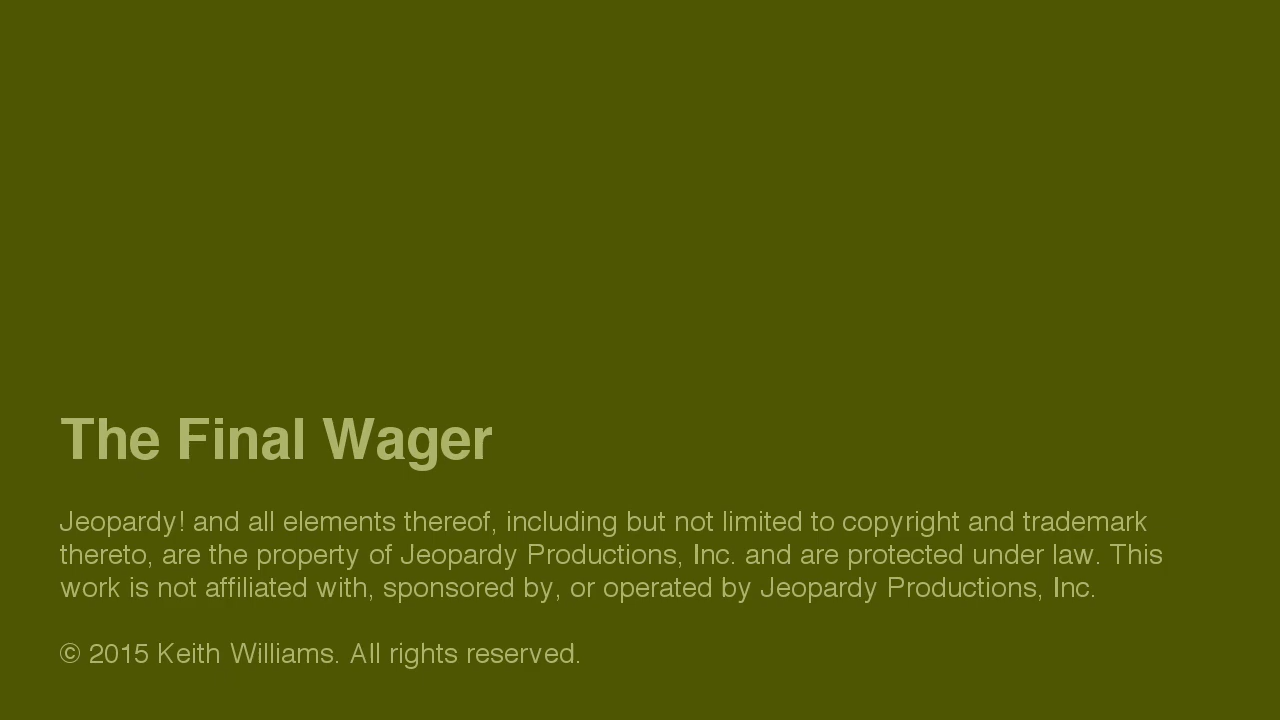 The Final Wager
Jeopardy! and all elements thereof, including but not limited to copyright and trademark
thereto, are the property of Jeopardy Productions, Inc. and are protected under law. This
work is not affiliated with, sponsored by, or operated by Jeopardy Productions, Inc.
© 2015 Keith Williams. All rights reserved.